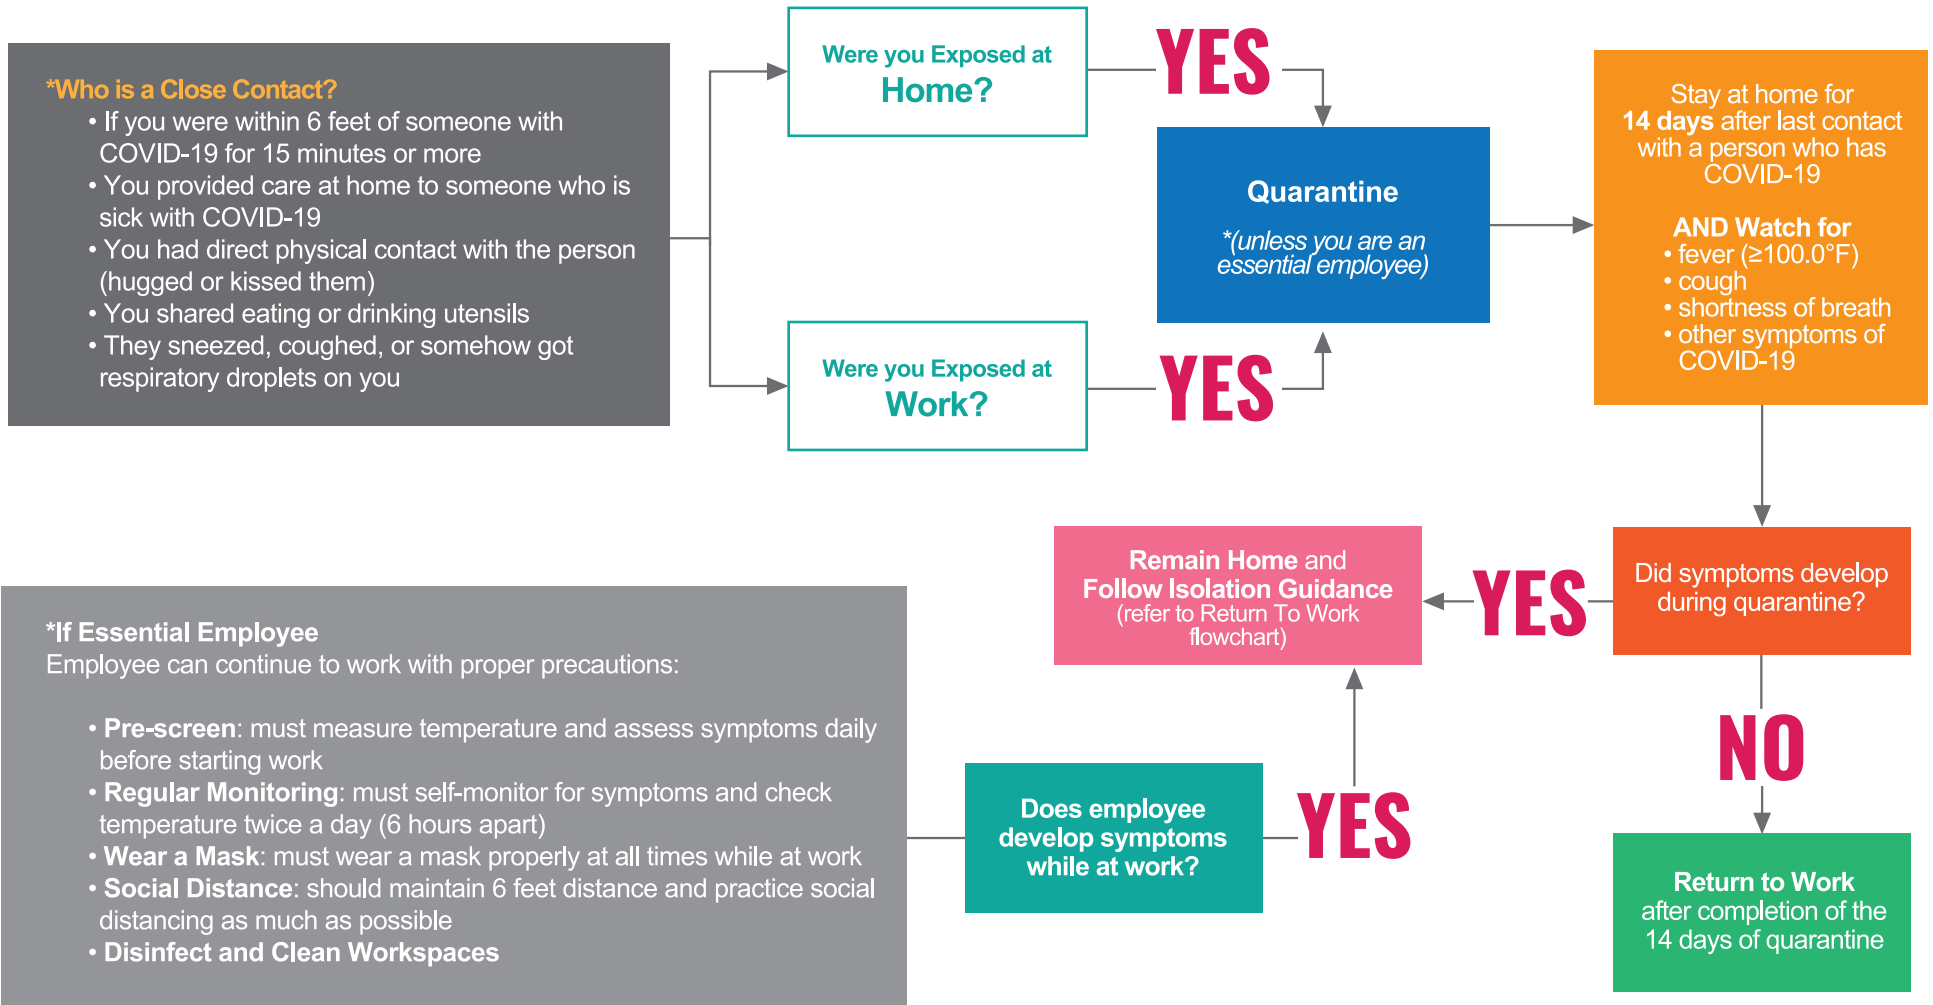 *Who is a Close Contact?
• If you were within 6 feet of someone with
COVID-19 for 15 minutes or more
• You provided care at home to someone who is
sick with COVID-19
• You had direct physical contact with the person
(hugged or kissed them)
• You shared eating or drinking utensils
• They sneezed, coughed, or somehow got
respiratory droplets on you
Were you Exposed at
Home?
YES
Were you Exposed at
Work?
YES
Quarantine
*(unless you are an
essential employee)
Stay at home for
14 days after last contact
with a person who has
COVID-19
AND Watch for
• fever (≥100.0°F)
• cough
• shortness of breath
• other symptoms of
COVID-19
Did symptoms develop
during quarantine?
YES
Remain Home and
Follow Isolation Guidance
(refer to Return To Work
flowchart)
NO
Return to Work
after completion of the
14 days of quarantine
*If Essential Employee
Employee can continue to work with proper precautions:
• Pre-screen: must measure temperature and assess symptoms daily
before starting work
• Regular Monitoring: must self-monitor for symptoms and check
temperature twice a day (6 hours apart)
• Wear a Mask: must wear a mask properly at all times while at work
• Social Distance: should maintain 6 feet distance and practice social
distancing as much as possible
• Disinfect and Clean Workspaces
Does employee
develop symptoms
while at work?
YES